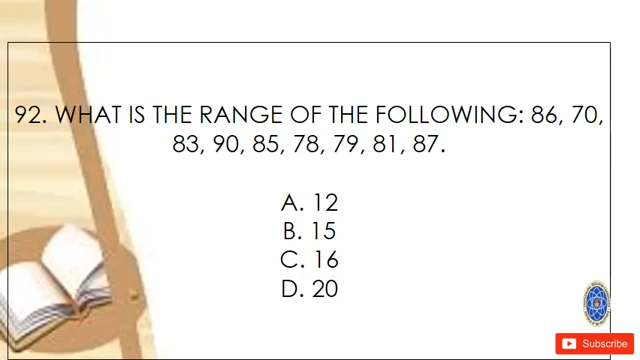 92. WHAT IS THE RANGE OF THE FOLLOWING: 86, 70,
83, 90, 85, 78, 79, 81, 87.
A. 12
B. 15
C. 16
D. 20
Subscribe